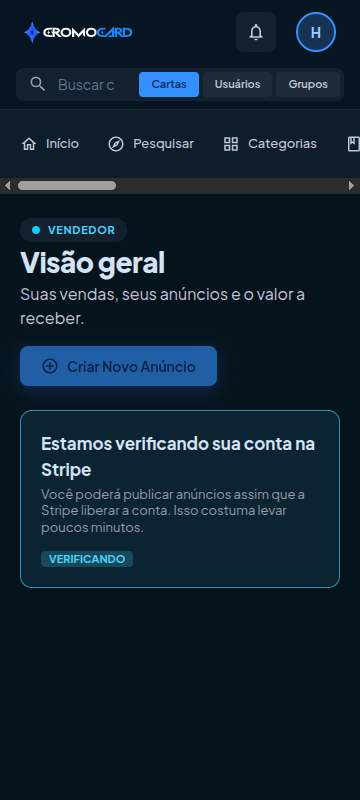 CROMOCARD
H
Buscar c
Cartas
Usuários
Grupos
Início
Pesquisar
Categorias
VENDEDOR
Visão geral
Suas vendas, seus anúncios e o valor a
receber.
Criar Novo Anúncio
Estamos verificando sua conta na
Stripe
Você poderá publicar anúncios assim que a
Stripe liberar a conta. Isso costuma levar
poucos minutos.
VERIFICANDO